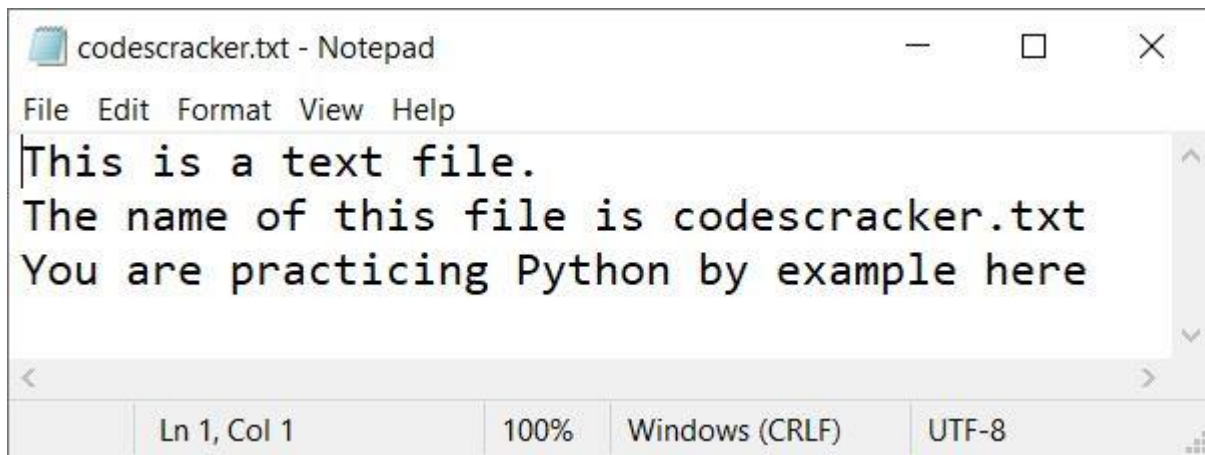 codescracker.txt - Notepad
File Edit Format View Help
This is a text file.
The name of this file is codescracker.txt
You are practicing Python by example here
Ln 1, Col 1 100% Windows (CRLF) UTF-8